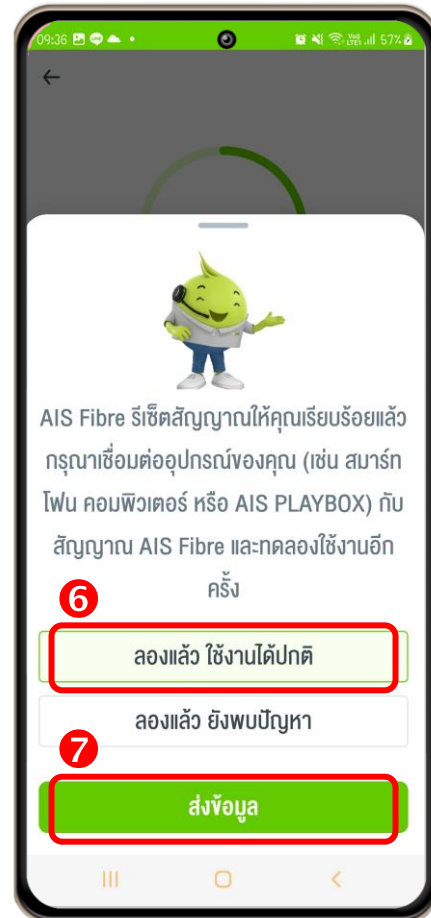 09:36 57%
AIS Fibre รีเซ็ตสัญญาณให้คุณเรียบร้อยแล้ว
กรุณาเชื่อมต่ออุปกรณ์ของคุณ (เช่น สมาร์ท
โฟน คอมพิวเตอร์ หรือ AIS PLAYBOX) กับ
สัญญาณ AIS Fibre และทดลองใช้งานอีก
ครั้ง
6
ลองแล้ว ใช้งานได้ปกติ
ลองแล้ว ยังพบปัญหา
7
ส่งข้อมูล